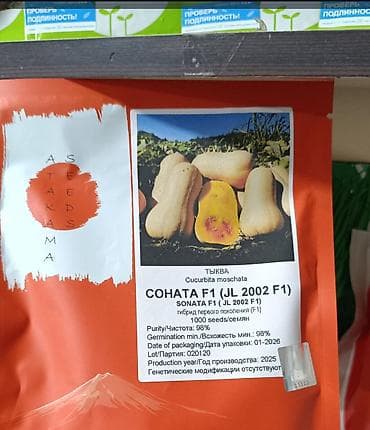 ПРОВЕРЬ
ПОДЛИННОСТЬ!
ПРОВЕРЬ
ПОДЛИННОСТЬ!
ПРОВЕРЬ
ПОДЛИННОСТЬ!
ATAKAMA
SEEDS
ТЫКВА
Cucurbita moschata
СОНАТА F1 (JL 2002 F1)
SONATA F1 ( JL 2002 F1)
гибрид первого поколения (F1)
1000 seeds/семян
Purity/Чистота: 98%
Germination min./Всхожесть мин.: 98%
Date of packaging/Дата упаковки: 01-2026
Lot/Партия: 020120
Production year/Год производства: 2025
Генетические модификации отсутствуют